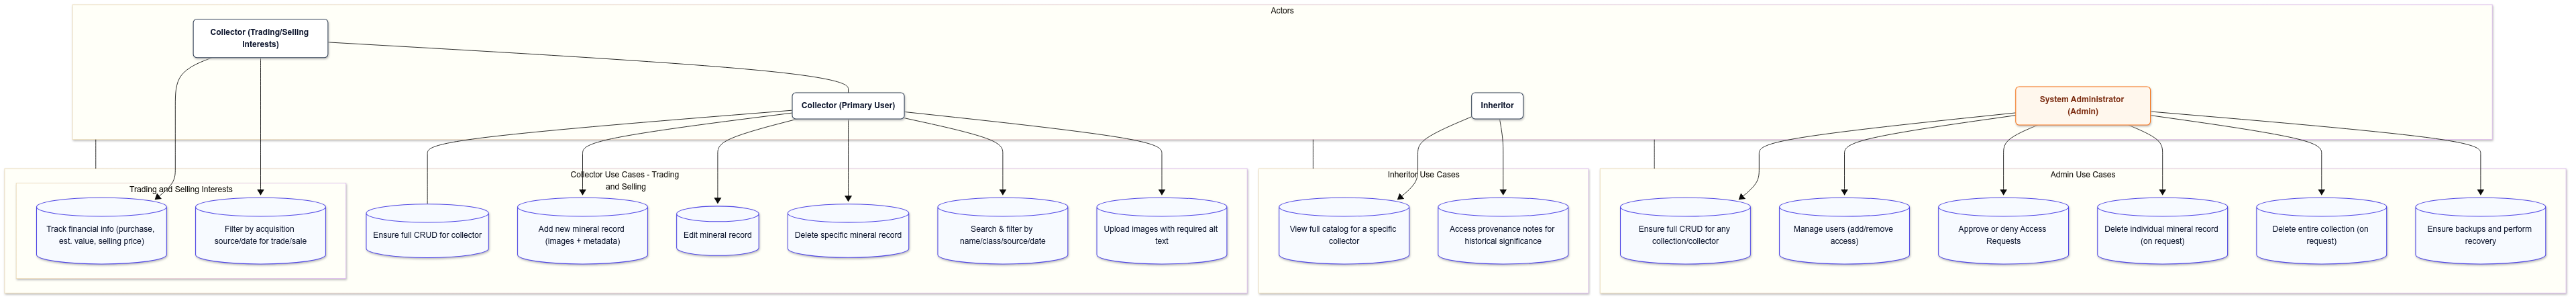 Actors
Collector (Trading/Selling
Interests)
Collector (Primary User)
Inheritor
System Administrator
(Admin)
Collector Use Cases - Trading
and Selling
Trading and Selling Interests
Track financial info (purchase,
est. value, selling price)
Filter by acquisition
source/date for trade/sale
Ensure full CRUD for collector
Add new mineral record
(images + metadata)
Edit mineral record
Delete specific mineral record
Search & filter by
name/class/source/date
Upload images with required alt
text
Inheritor Use Cases
View full catalog for a specific
collector
Access provenance notes for
historical significance
Admin Use Cases
Ensure full CRUD for any
collection/collector
Manage users (add/remove
access)
Approve or deny Access
Requests
Delete individual mineral record
(on request)
Delete entire collection (on
request)
Ensure backups and perform
recovery